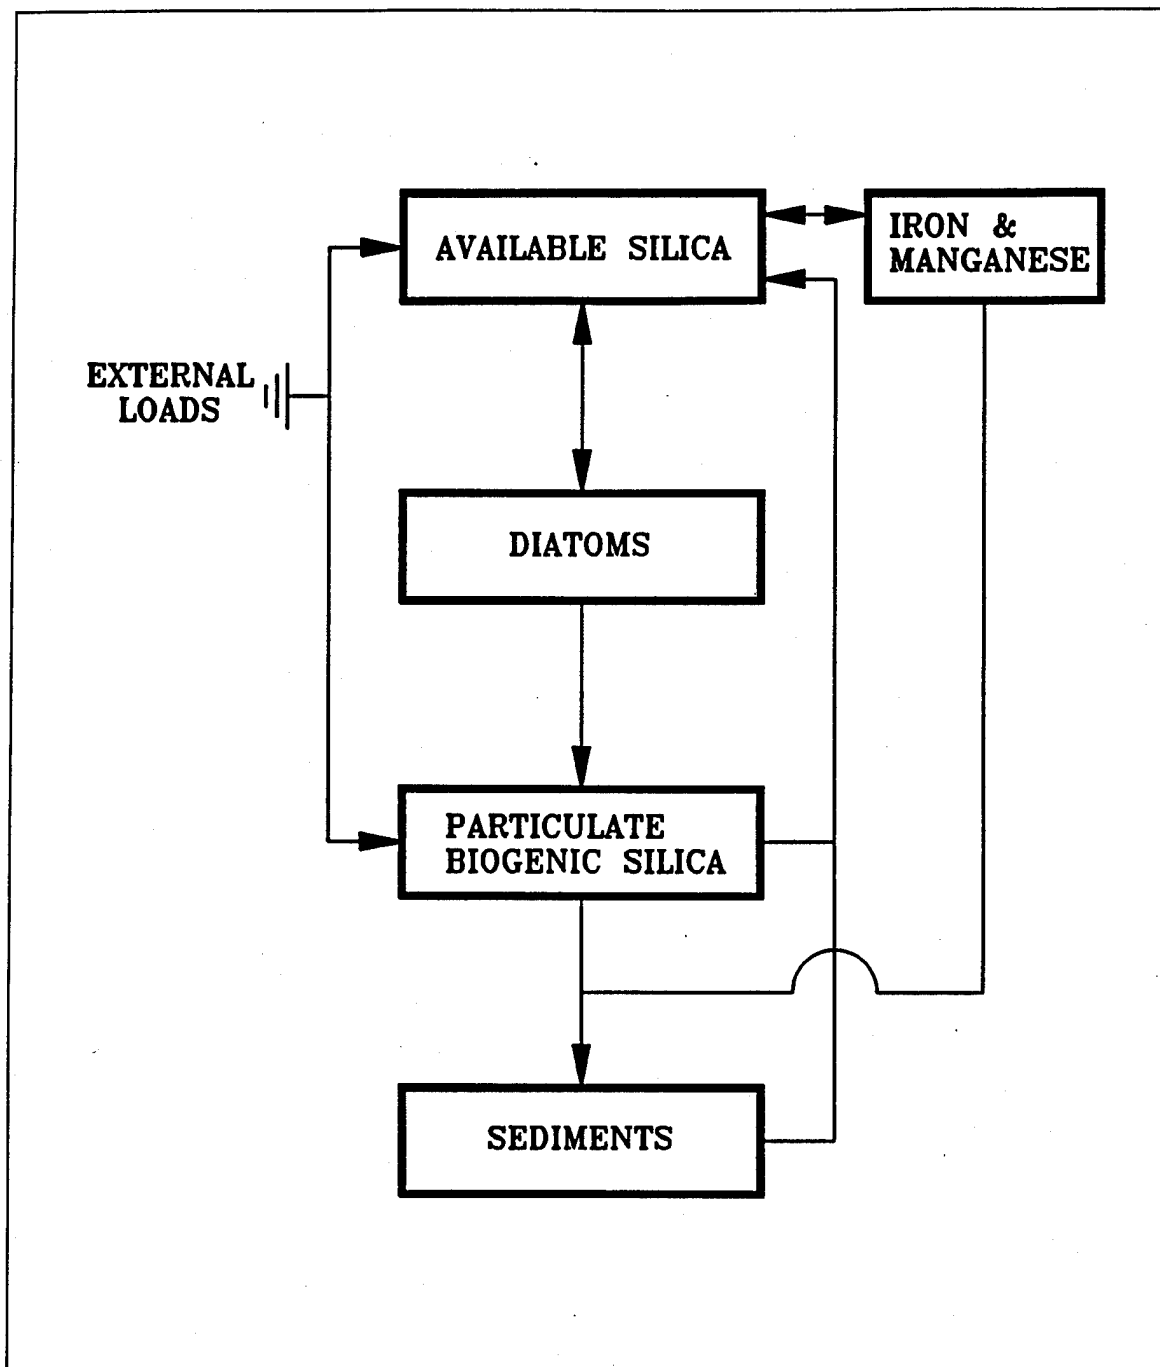 AVAILABLE SILICA
IRON &
MANGANESE
EXTERNAL
LOADS
DIATOMS
PARTICULATE
BIOGENIC SILICA
SEDIMENTS